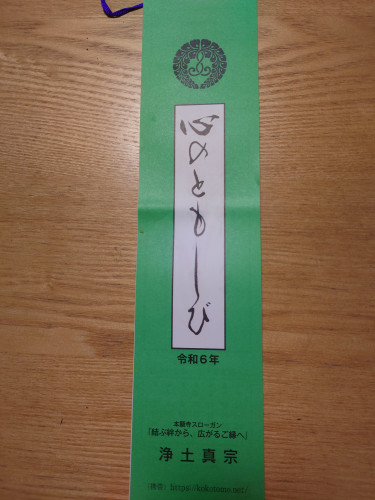 心のともしび
令和6年
本願寺スローガン
「結ぶ絆から、広がるご縁へ」
浄土真宗